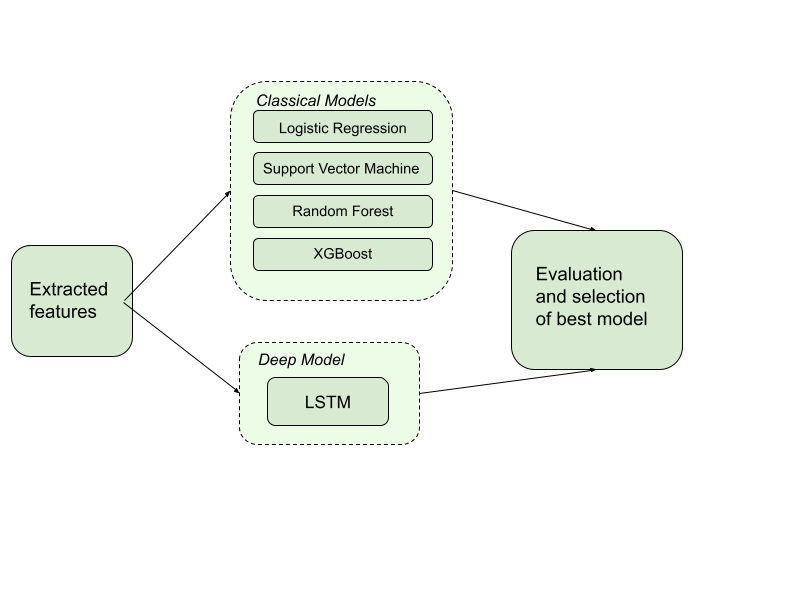 Classical Models
Logistic Regression
Support Vector Machine
Random Forest
XGBoost
Extracted
features
Evaluation
and selection
of best model
Deep Model
LSTM